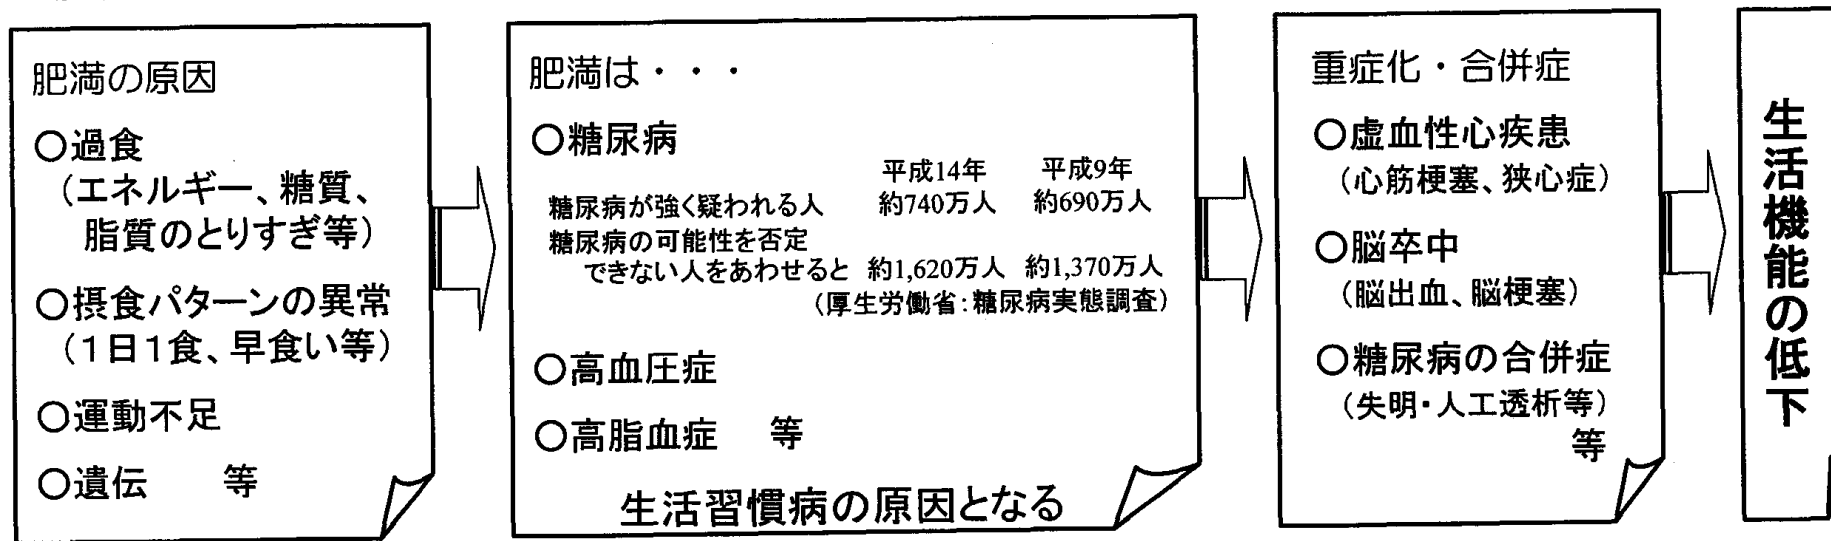 肥満の原因
○過食
（エネルギー、糖質、
脂質のとりすぎ等）
○摂食パターンの異常
（１日１食、早食い等）
○運動不足
○遺伝　等
肥満は・・・
○糖尿病
平成14年　平成9年
糖尿病が強く疑われる人　約740万人　約690万人
糖尿病の可能性を否定
できない人をあわせると　約1,620万人　約1,370万人
（厚生労働省：糖尿病実態調査）
○高血圧症
○高脂血症　等
生活習慣病の原因となる
重症化・合併症
○虚血性心疾患
（心筋梗塞、狭心症）
○脳卒中
（脳出血、脳梗塞）
○糖尿病の合併症
（失明・人工透析等）
等
生活機能の低下